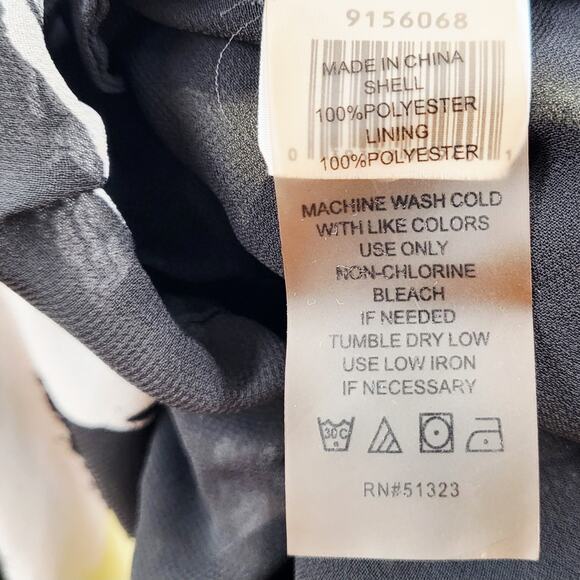 9156068
MADE IN CHINA
SHELL
100%POLYESTER
LINING
100%POLYESTER
MACHINE WASH COLD
WITH LIKE COLORS
USE ONLY
NON-CHLORINE
BLEACH
IF NEEDED
TUMBLE DRY LOW
USE LOW IRON
IF NECESSARY
30C
RN#51323